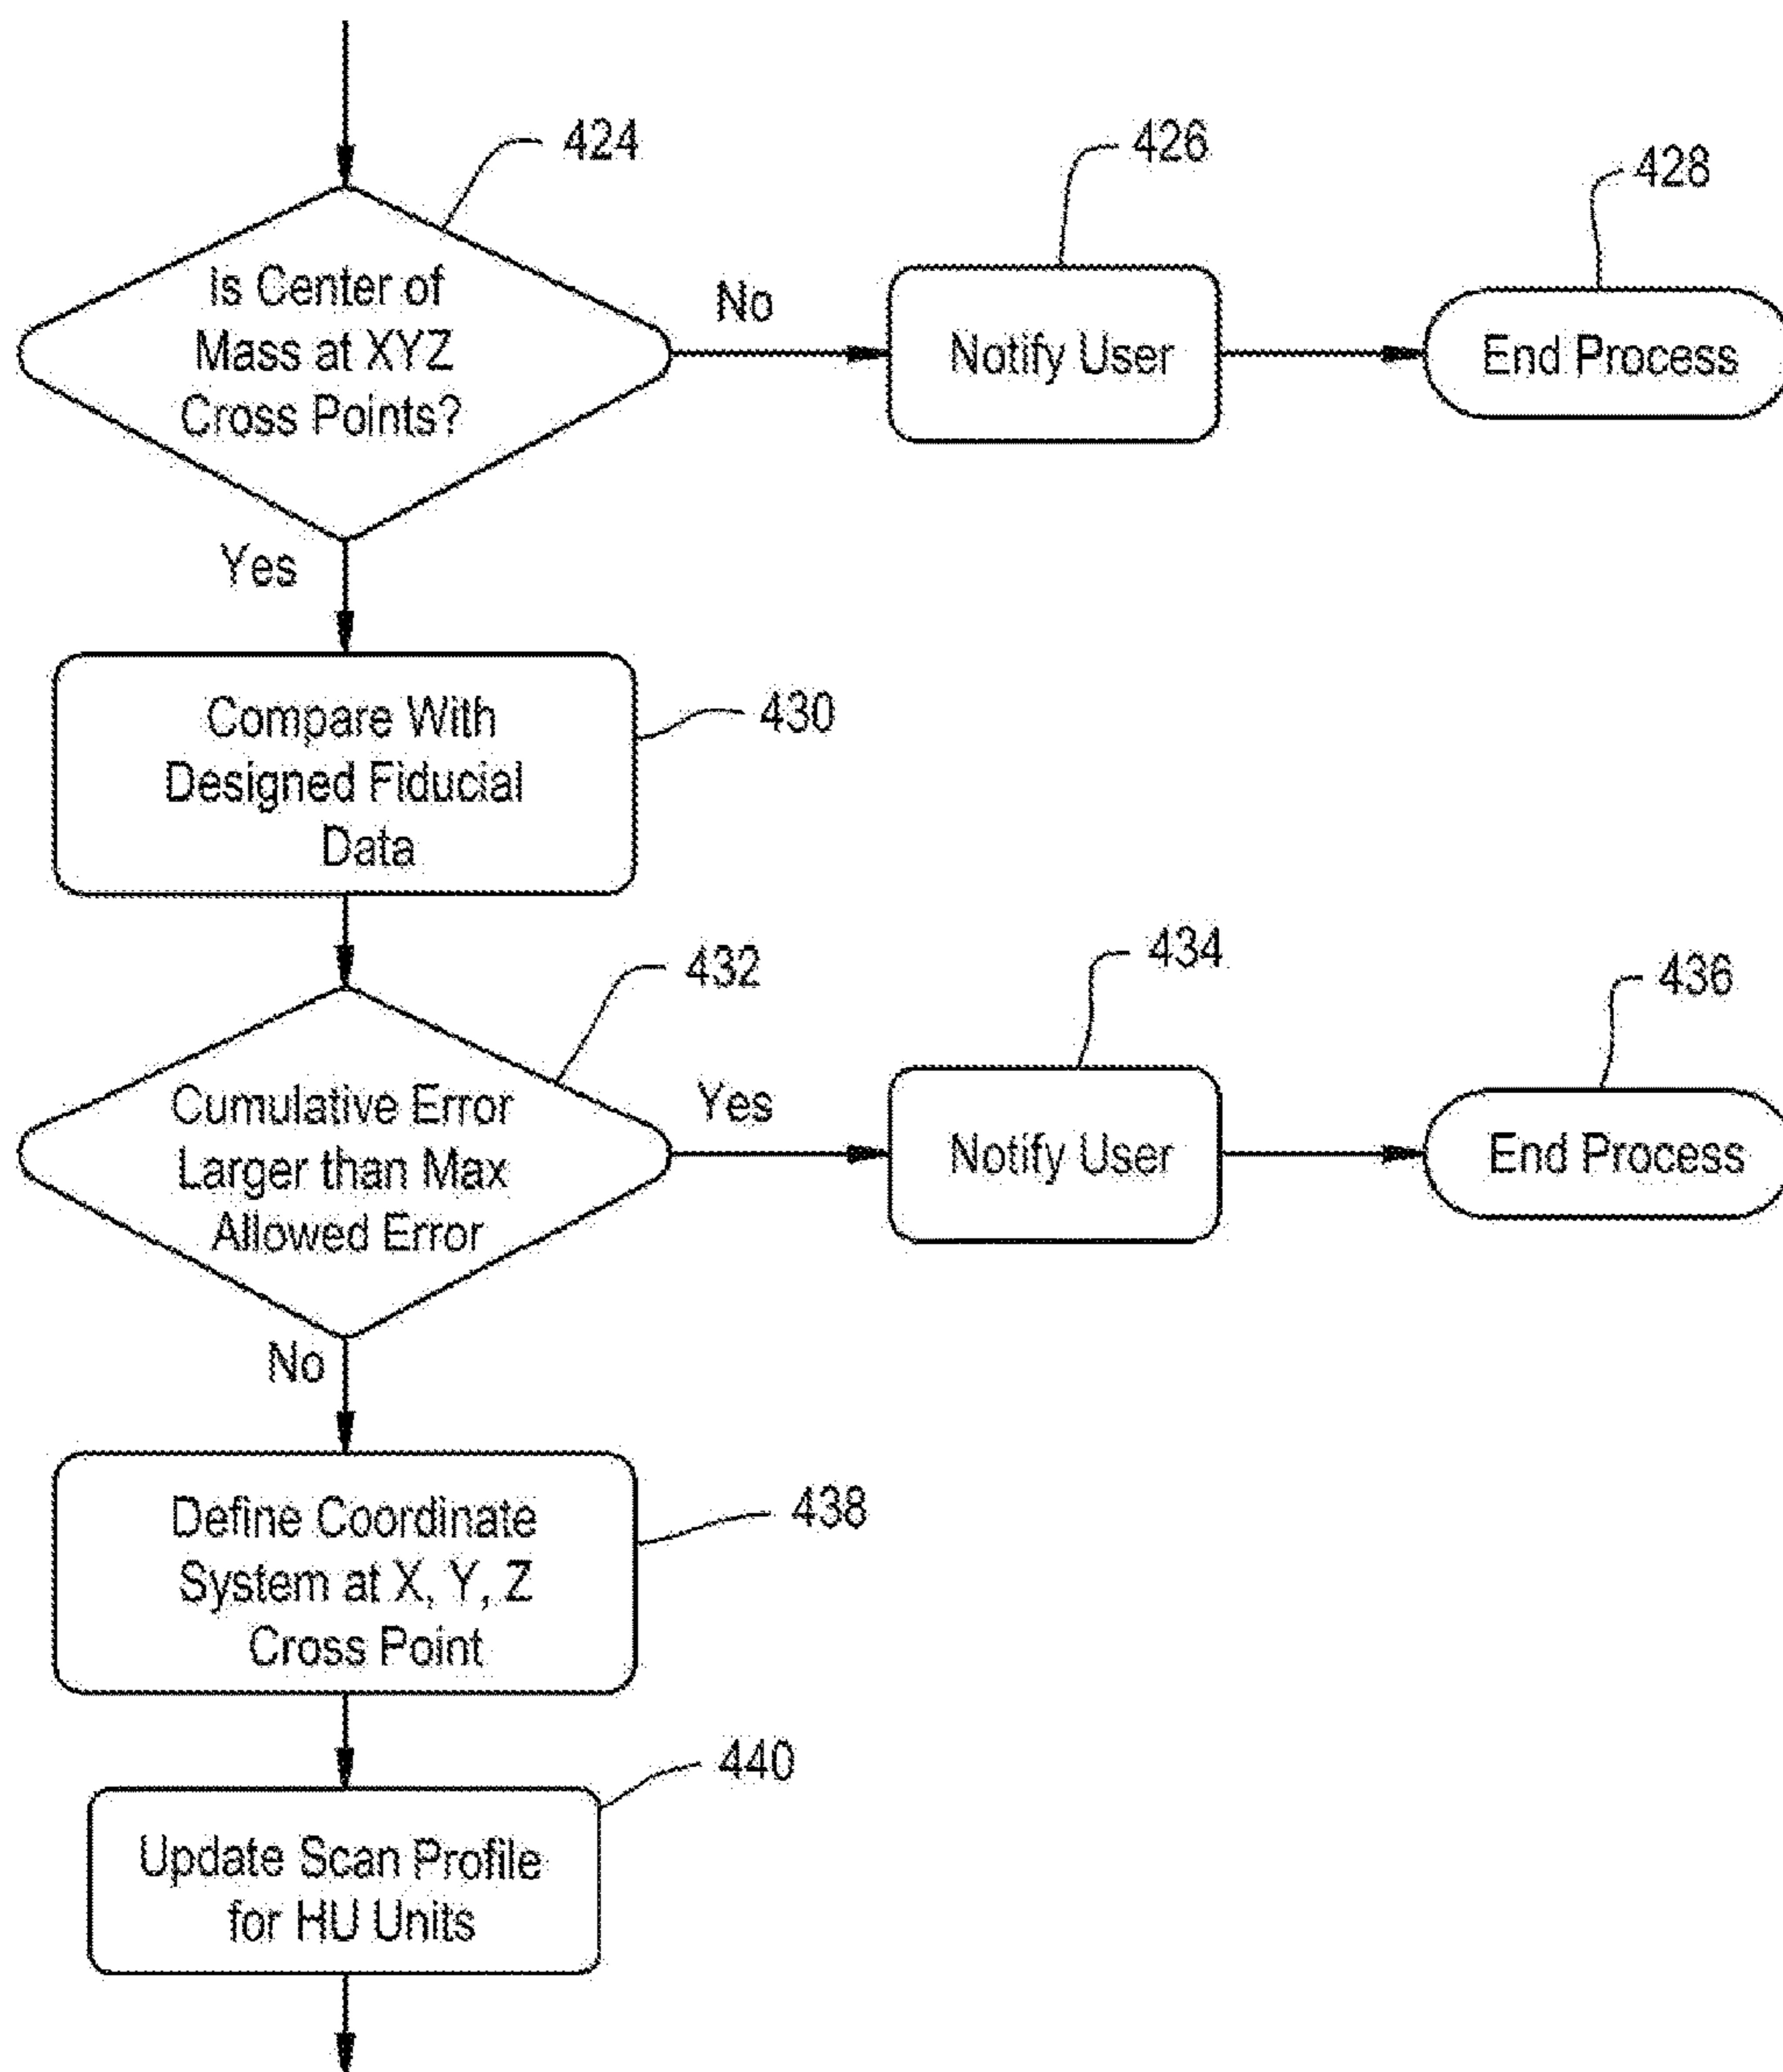 424
Is Center of
Mass at XYZ
Cross Points?
No
426
Notify User
428
End Process
Yes
430
Compare With
Designed Fiducial
Data
432
Cumulative Error
Larger than Max
Allowed Error
Yes
434
Notify User
436
End Process
No
438
Define Coordinate
System at X, Y, Z
Cross Point
440
Update Scan Profile
for HU Units